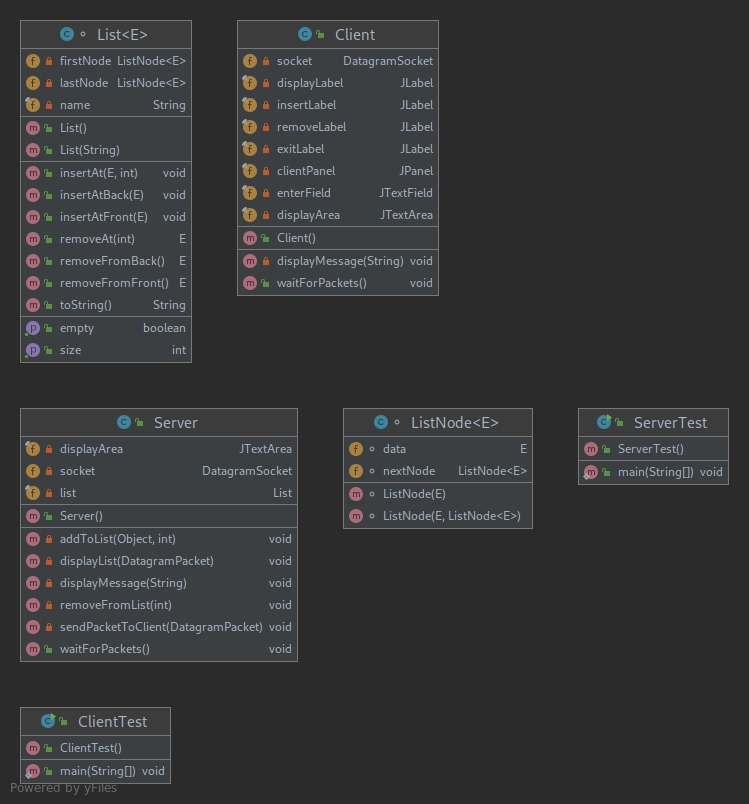 List<E>
firstNode ListNode<E>
lastNode ListNode<E>
name String
List()
List(String)
insertAt(E, int) void
insertAtBack(E) void
insertAtFront(E) void
removeAt(int) E
removeFromBack() E
removeFromFront() E
toString() String
empty boolean
size int
Client
socket DatagramSocket
displayLabel JLabel
insertLabel JLabel
removeLabel JLabel
exitLabel JLabel
clientPanel JPanel
enterField JTextField
displayArea JTextArea
Client()
displayMessage(String) void
waitForPackets() void
Server
displayArea JTextArea
socket DatagramSocket
list List
Server()
addToList(Object, int) void
displayList(DatagramPacket) void
displayMessage(String) void
removeFromList(int) void
sendPacketToClient(DatagramPacket) void
waitForPackets() void
ListNode<E>
data E
nextNode ListNode<E>
ListNode(E)
ListNode(E, ListNode<E>)
ServerTest
ServerTest()
main(String[]) void
ClientTest
ClientTest()
main(String[]) void
Powered by yFiles